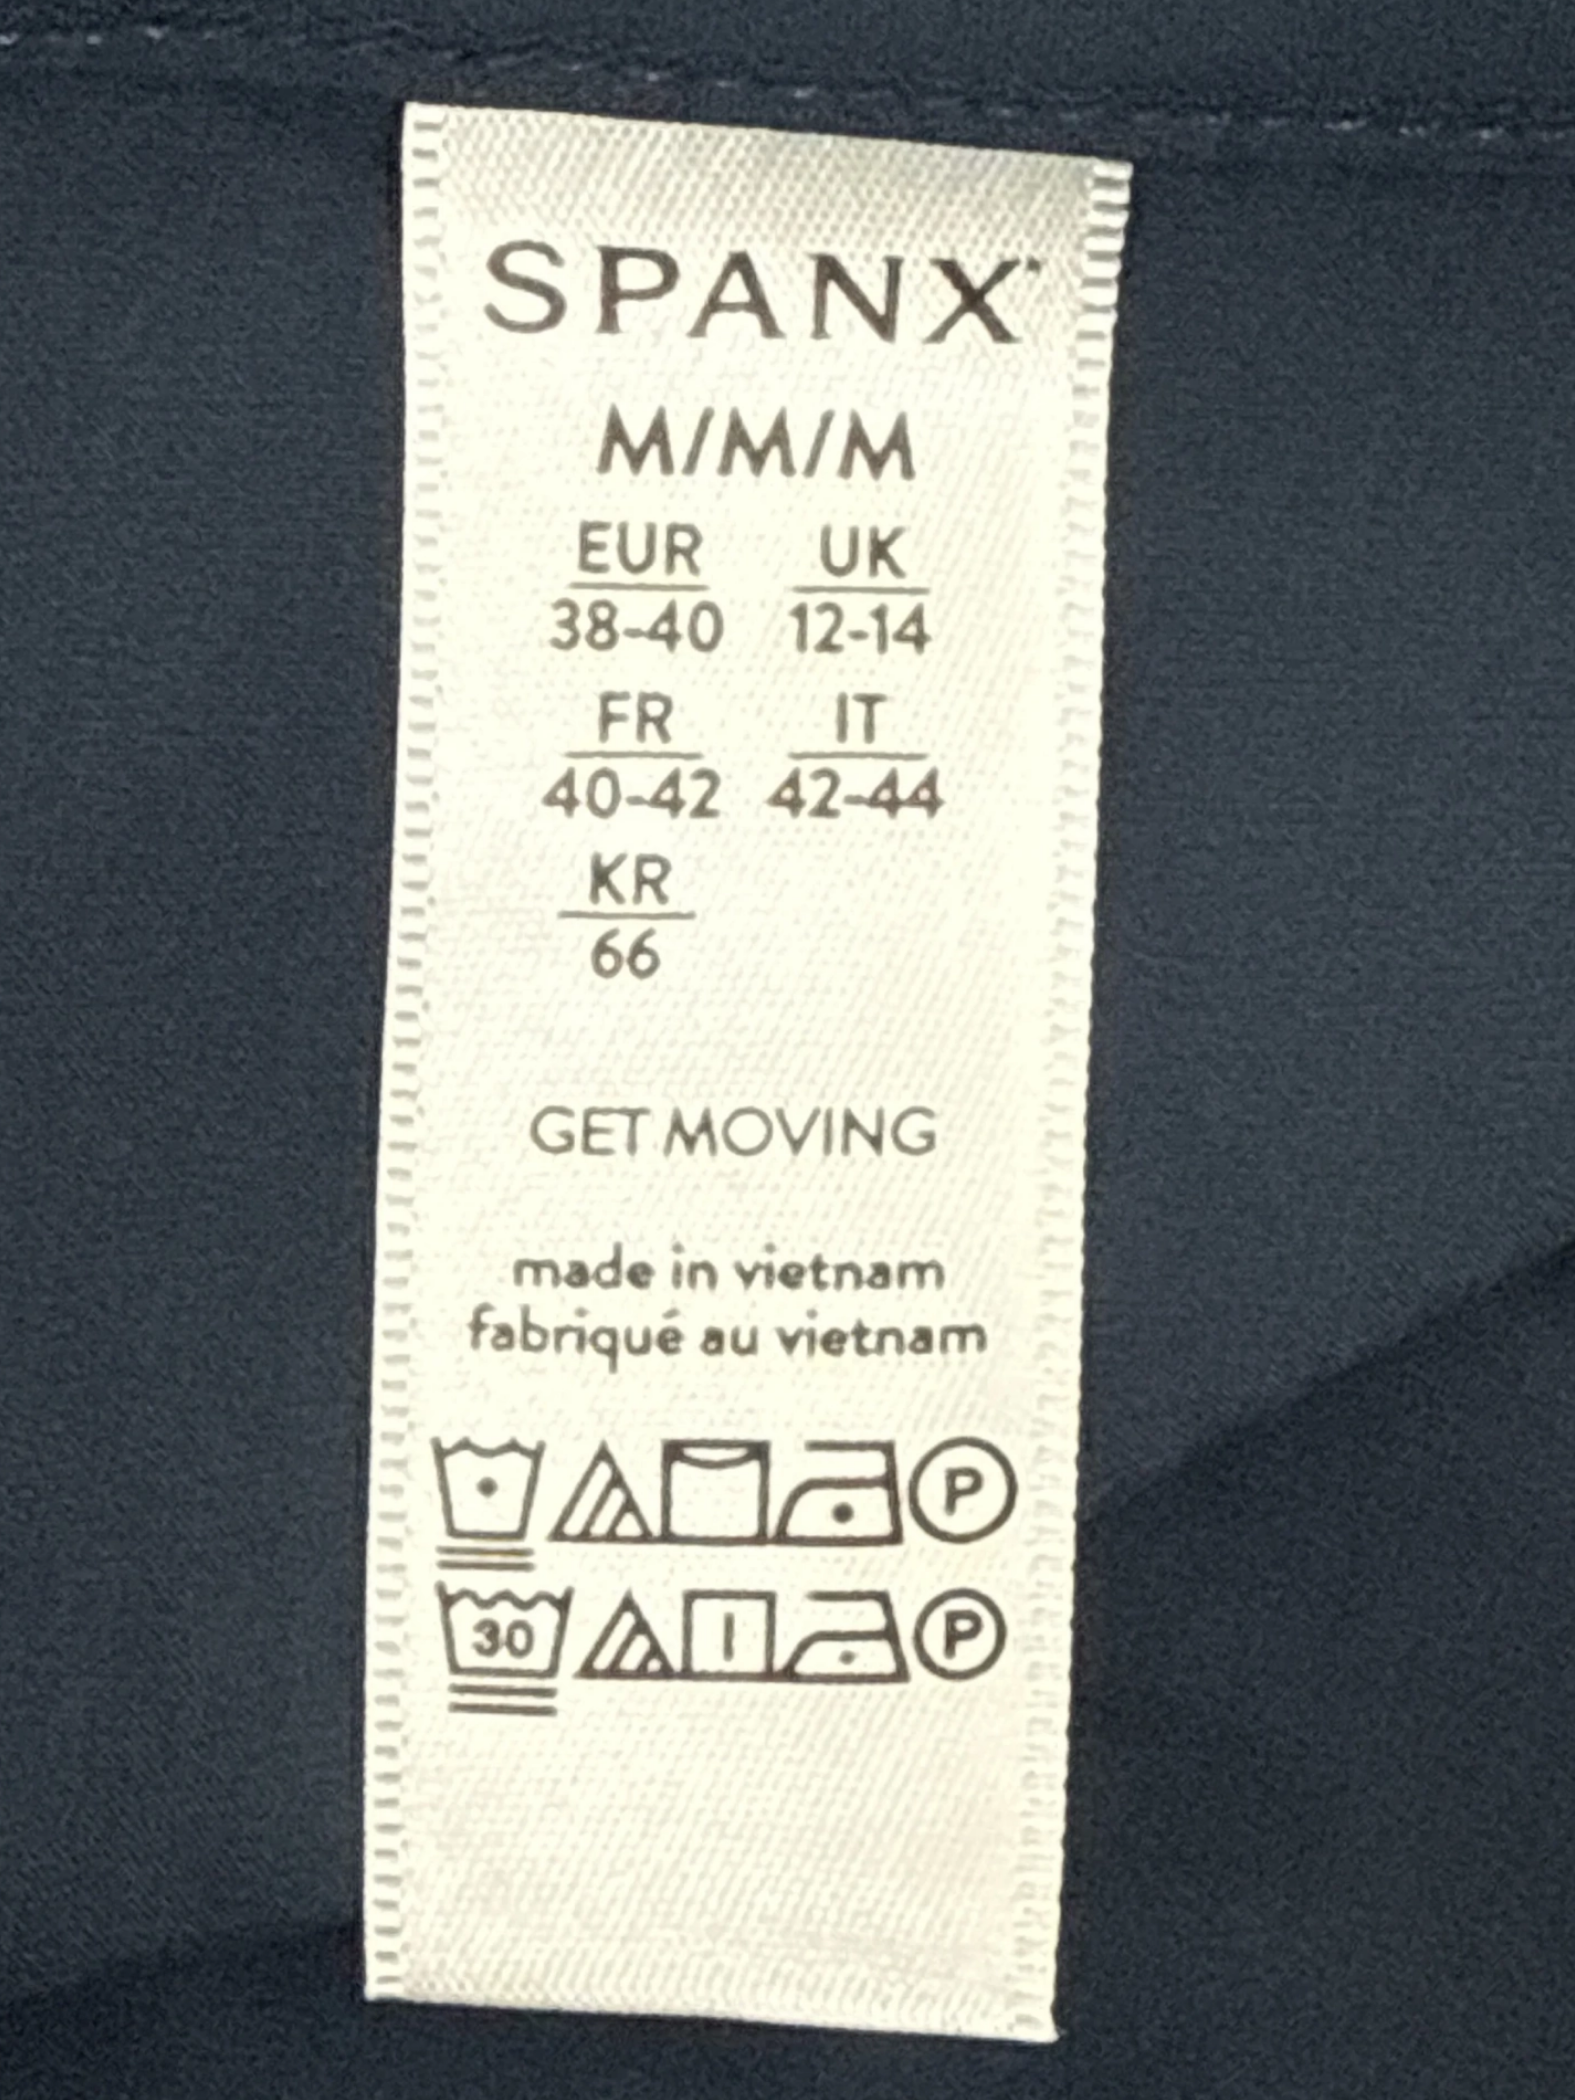 SPANX
M/M/M
EUR UK
38-40 12-14
FR IT
40-42 42-44
KR
66
GET MOVING
made in vietnam
fabriqué au vietnam
P
30 P